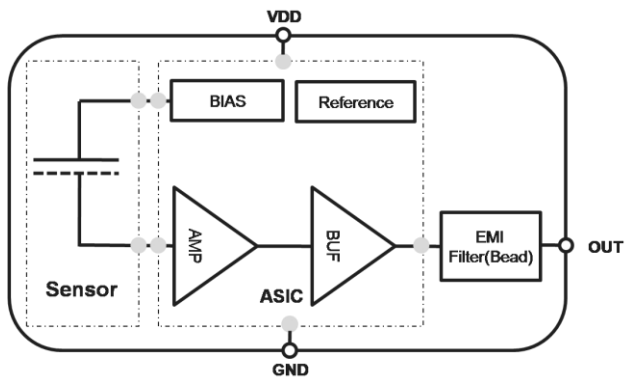 VDD
BIAS
Reference
AMP
BUF
EMI
Filter(Bead)
OUT
Sensor
ASIC
GND